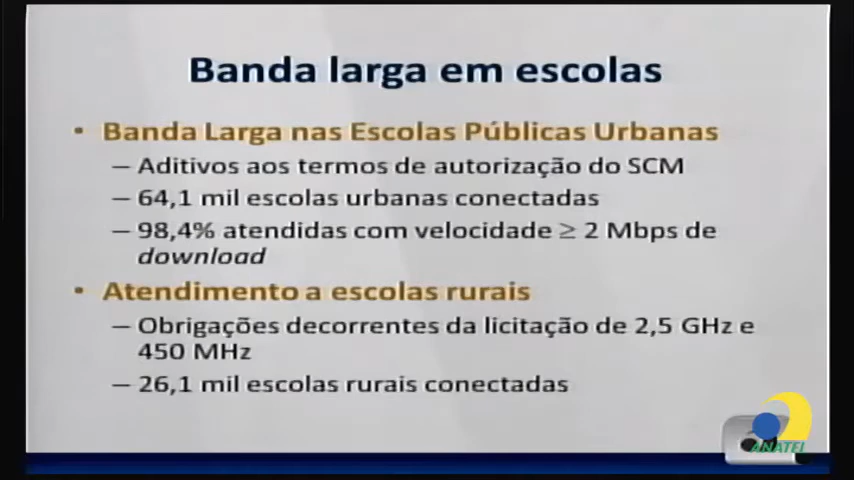 Banda larga em escolas
• Banda Larga nas Escolas Públicas Urbanas
– Aditivos aos termos de autorização do SCM
– 64,1 mil escolas urbanas conectadas
– 98,4% atendidas com velocidade ≥ 2 Mbps de
download
• Atendimento a escolas rurais
– Obrigações decorrentes da licitação de 2,5 GHz e
450 MHz
– 26,1 mil escolas rurais conectadas
ANATEL